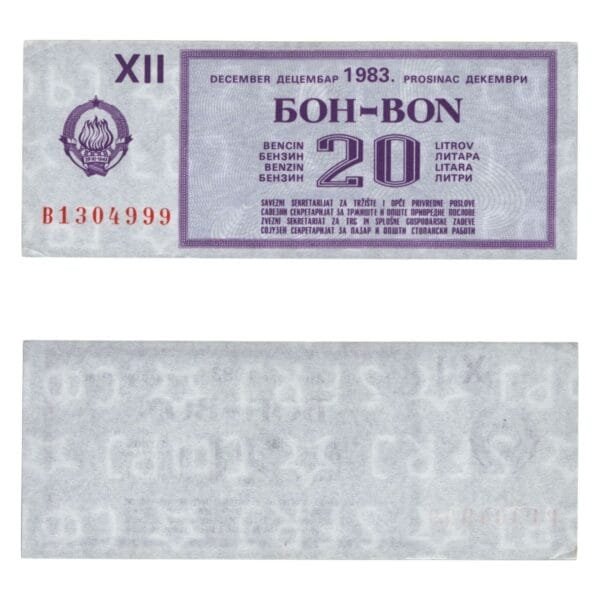 XII
DECEMBER ДЕЦЕМБАР 1983. PROSINAC ДЕКЕМВРИ
БОН-BON
BENCIN 20 LITROV
БЕНЗИН ЛИТАРА
BENZIN LITARA
БЕНЗИН ЛИТРИ
B1304999
SAVEZNI SEKRETARIJAT ZA TRŽIŠTE I OPĆE PRIVREDNE POSLOVE
САВЕЗНИ СЕКРЕТАРИЈАТ ЗА ТРЖИШТЕ И ОПШТЕ ПРИВРЕДНЕ ПОСЛОВЕ
ZVEZNI SEKRETARIAT ZA TRG IN SPLOŠNE GOSPODARSKE ZADEVE
СОЈУЗЕН СЕКРЕТАРИЈАТ ЗА ПАЗАР И ОПШТИ СТОПАНСКИ РАБОТИ